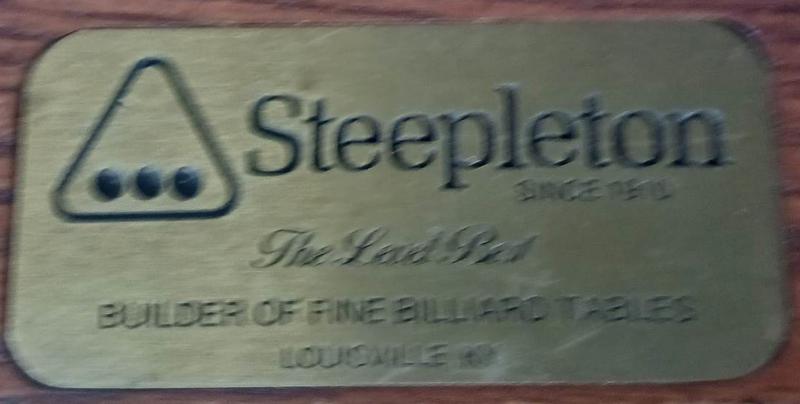 Steepleton
SINCE 1910
The Level Best
BUILDER OF FINE BILLIARD TABLES
LOUISVILLE KY